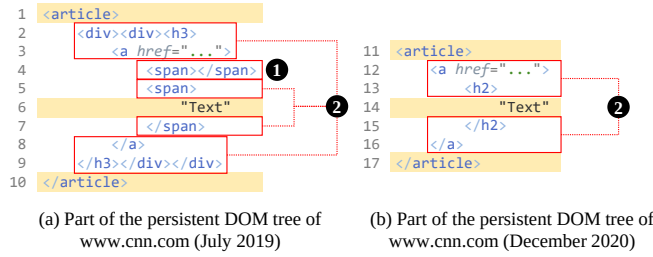 1 <article>
2 <div><div><h3>
3 <a href="...">
4 <span></span> 1
5 <span>
6 "Text" 2
7 </span>
8 </a>
9 </h3></div></div>
10 </article>
(a) Part of the persistent DOM tree of
www.cnn.com (July 2019)
11 <article>
12 <a href="...">
13 <h2>
14 "Text" 2
15 </h2>
16 </a>
17 </article>
(b) Part of the persistent DOM tree of
www.cnn.com (December 2020)